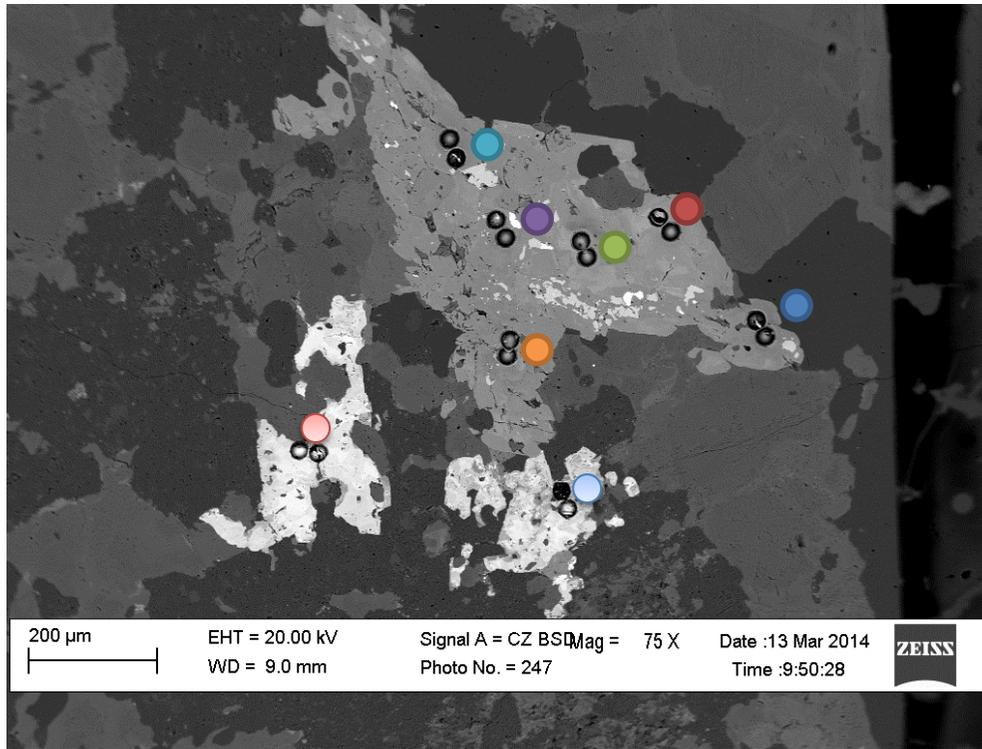 200 µm
EHT = 20.00 kV
WD = 9.0 mm
Signal A = CZ BSD
Photo No. = 247
Mag = 75 X
Date :13 Mar 2014
Time :9:50:28
ZEISS